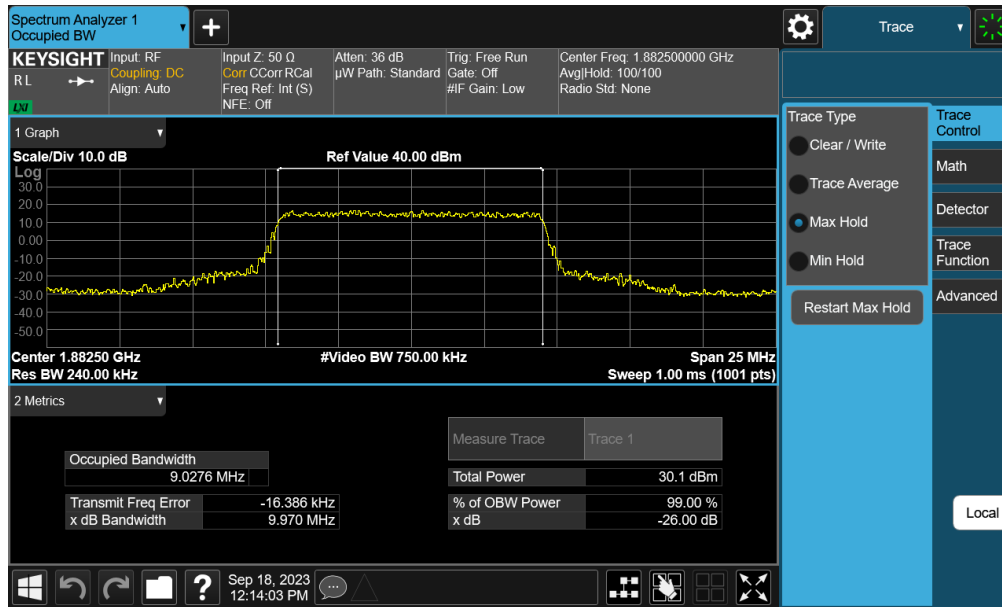 Spectrum Analyzer 1
Occupied BW
+
Trace
KEYSIGHT
R L
LXI
Input: RF
Coupling: DC
Align: Auto
Input Z: 50 Ω
Corr CCorr RCal
Freq Ref: Int (S)
NFE: Off
Atten: 36 dB
µW Path: Standard
Trig: Free Run
Gate: Off
#IF Gain: Low
Center Freq: 1.882500000 GHz
Avg|Hold: 100/100
Radio Std: None
1 Graph
Scale/Div 10.0 dB
Ref Value 40.00 dBm
Log
30.0
20.0
10.0
0.00
-10.0
-20.0
-30.0
-40.0
-50.0
Center 1.88250 GHz
#Video BW 750.00 kHz
Span 25 MHz
Res BW 240.00 kHz
Sweep 1.00 ms (1001 pts)
2 Metrics
Measure Trace
Trace 1
Occupied Bandwidth
9.0276 MHz
Total Power
30.1 dBm
Transmit Freq Error
-16.386 kHz
% of OBW Power
99.00 %
x dB Bandwidth
9.970 MHz
x dB
-26.00 dB
Trace Type
Clear / Write
Trace Average
Max Hold
Min Hold
Restart Max Hold
Trace
Control
Math
Detector
Trace
Function
Advanced
Local
?
Sep 18, 2023
12:14:03 PM